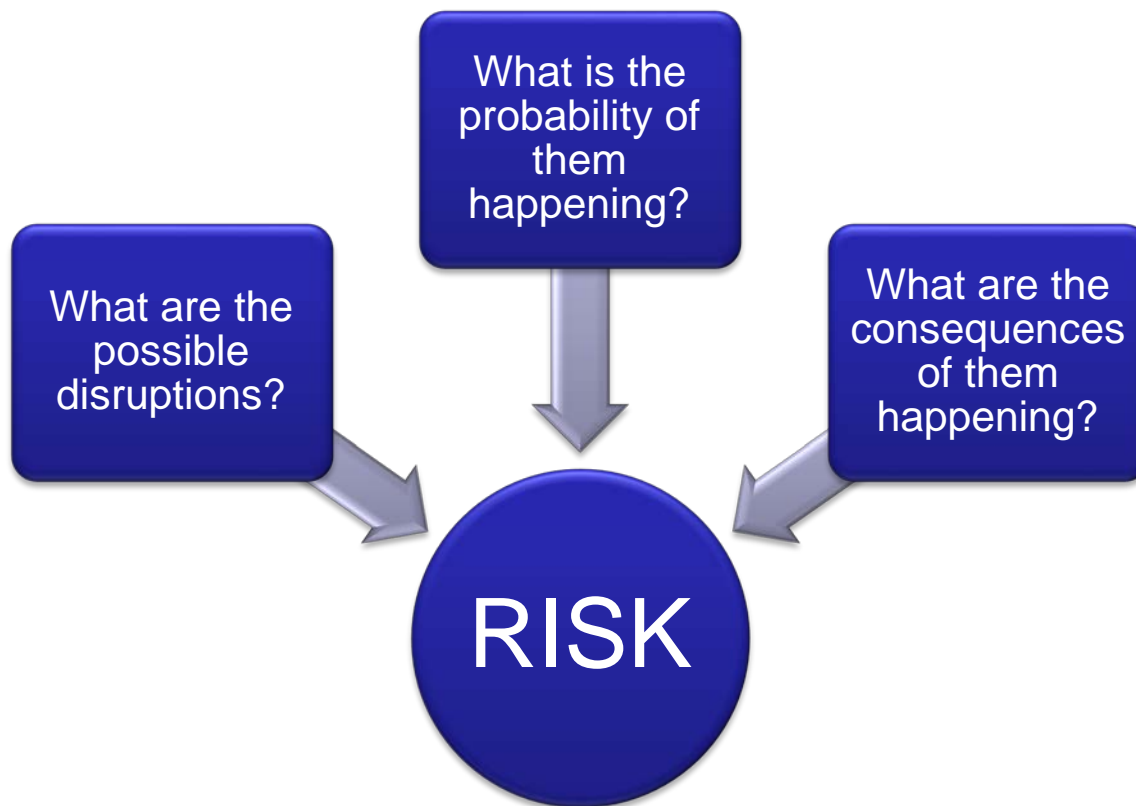 What is the
probability of
them
happening?
What are the
possible
disruptions?
What are the
consequences
of them
happening?
RISK